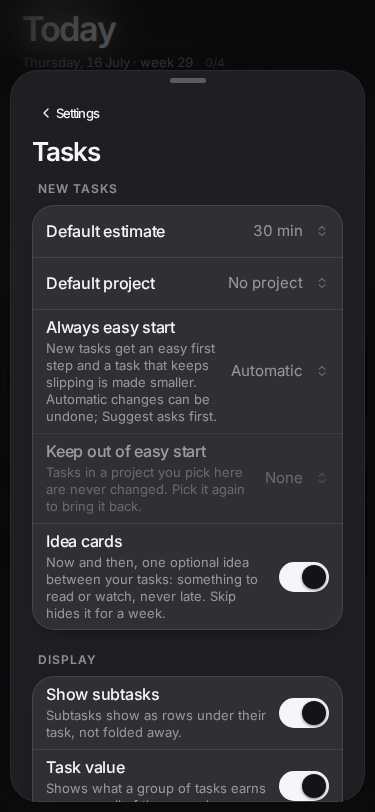 Today
Thursday, 16 July · week 29 0/4
Settings
Tasks
NEW TASKS
Default estimate 30 min
Default project No project
Always easy start
New tasks get an easy first
step and a task that keeps
slipping is made smaller.
Automatic changes can be
undone; Suggest asks first.
Automatic
Keep out of easy start
Tasks in a project you pick here
are never changed. Pick it again
to bring it back.
None
Idea cards
Now and then, one optional idea
between your tasks: something to
read or watch, never late. Skip
hides it for a week.
DISPLAY
Show subtasks
Subtasks show as rows under their
task, not folded away.
Task value
Shows what a group of tasks earns